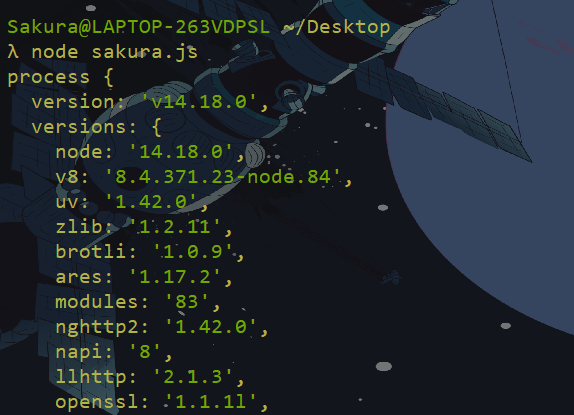 Sakura@LAPTOP-263VDPSL ~/Desktop
λ node sakura.js
process {
  version: 'v14.18.0',
  versions: {
    node: '14.18.0',
    v8: '8.4.371.23-node.84',
    uv: '1.42.0',
    zlib: '1.2.11',
    brotli: '1.0.9',
    ares: '1.17.2',
    modules: '83',
    nghttp2: '1.42.0',
    napi: '8',
    llhttp: '2.1.3',
    openssl: '1.1.1l',